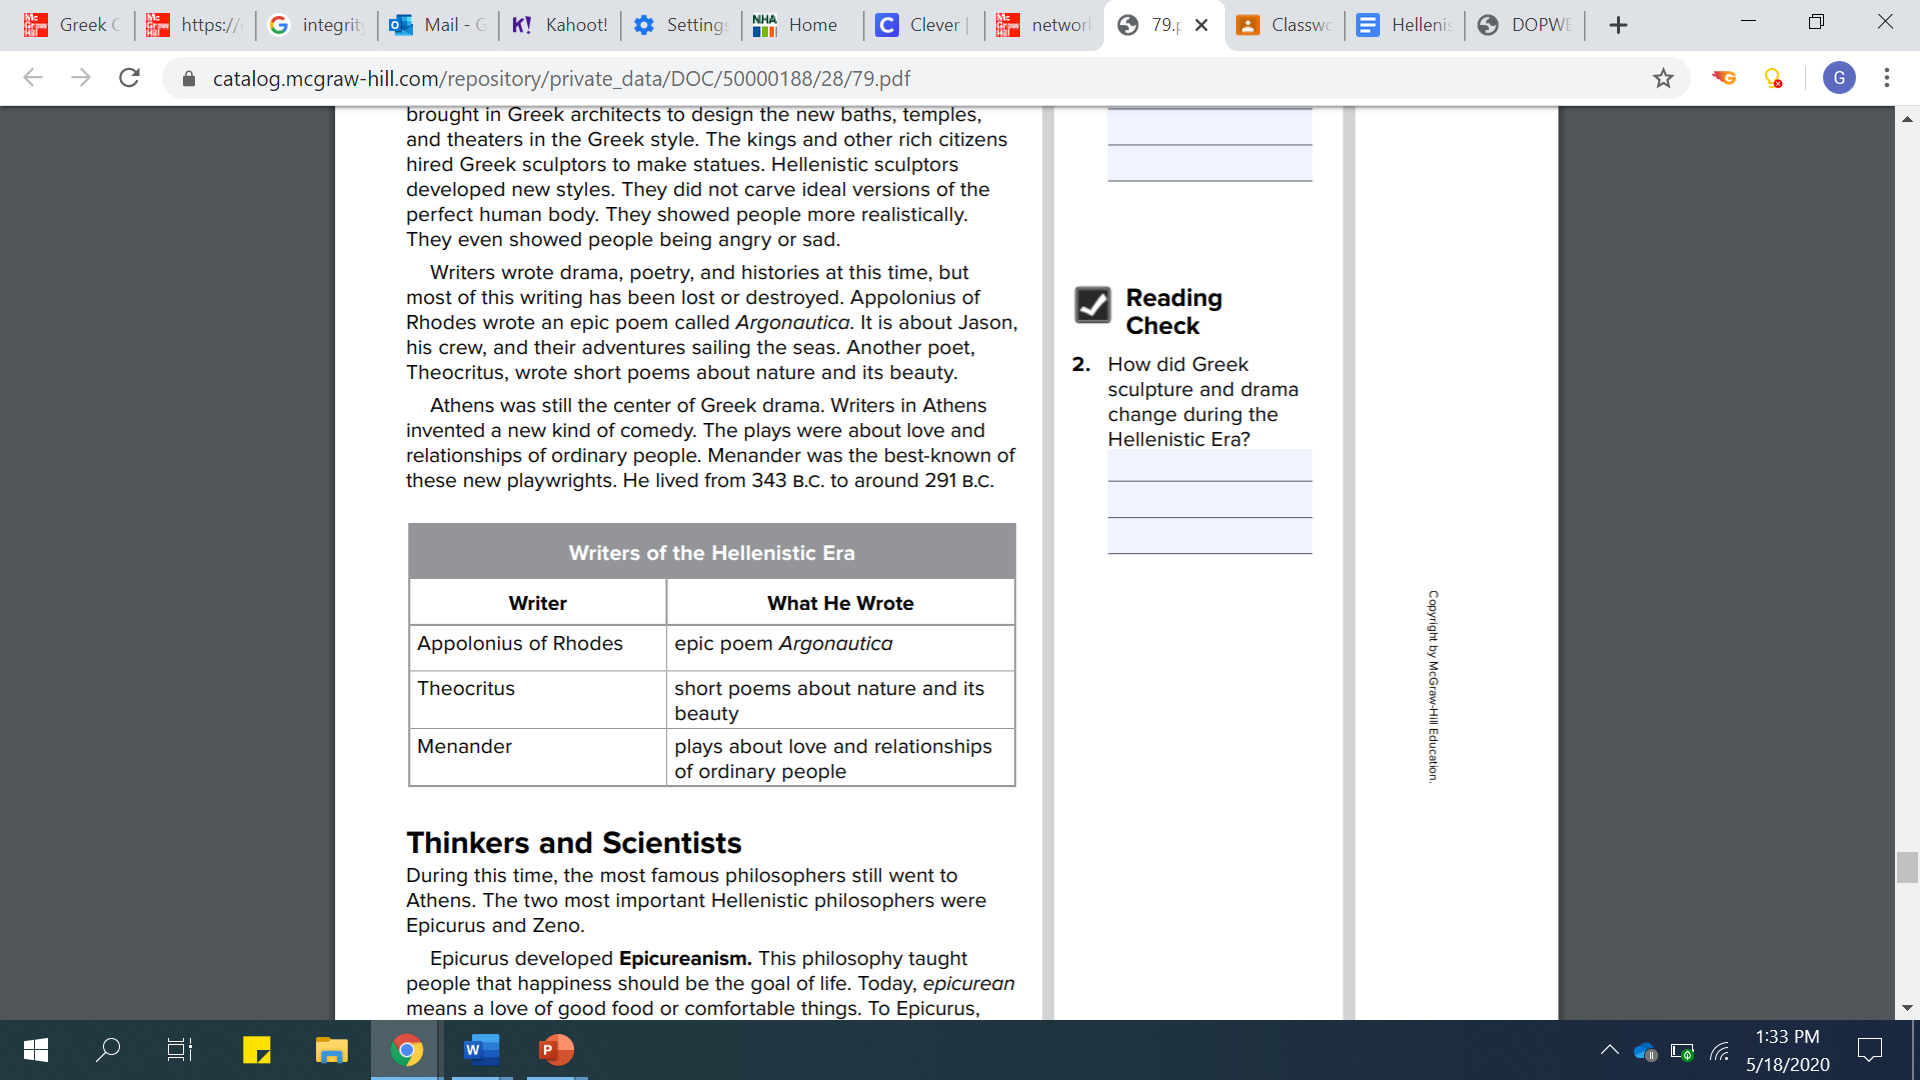 Greek C
https://
integrity
Mail - G
K! Kahoot!
Settings
NHA Home
C Clever |
network
79.p
Classwo
Hellenis
DOPWE
catalog.mcgraw-hill.com/repository/private_data/DOC/50000188/28/79.pdf
G
brought in Greek architects to design the new baths, temples,
and theaters in the Greek style. The kings and other rich citizens
hired Greek sculptors to make statues. Hellenistic sculptors
developed new styles. They did not carve ideal versions of the
perfect human body. They showed people more realistically.
They even showed people being angry or sad.
Writers wrote drama, poetry, and histories at this time, but
most of this writing has been lost or destroyed. Appolonius of
Rhodes wrote an epic poem called Argonautica. It is about Jason,
his crew, and their adventures sailing the seas. Another poet,
Theocritus, wrote short poems about nature and its beauty.
Athens was still the center of Greek drama. Writers in Athens
invented a new kind of comedy. The plays were about love and
relationships of ordinary people. Menander was the best-known of
these new playwrights. He lived from 343 B.C. to around 291 B.C.
Writers of the Hellenistic Era
Writer What He Wrote
Appolonius of Rhodes epic poem Argonautica
Theocritus short poems about nature and its
beauty
Menander plays about love and relationships
of ordinary people
Thinkers and Scientists
During this time, the most famous philosophers still went to
Athens. The two most important Hellenistic philosophers were
Epicurus and Zeno.
Epicurus developed Epicureanism. This philosophy taught
people that happiness should be the goal of life. Today, epicurean
means a love of good food or comfortable things. To Epicurus,
Reading
Check
2. How did Greek
sculpture and drama
change during the
Hellenistic Era?
Copyright by McGraw-Hill Education.
W
P
1:33 PM
5/18/2020